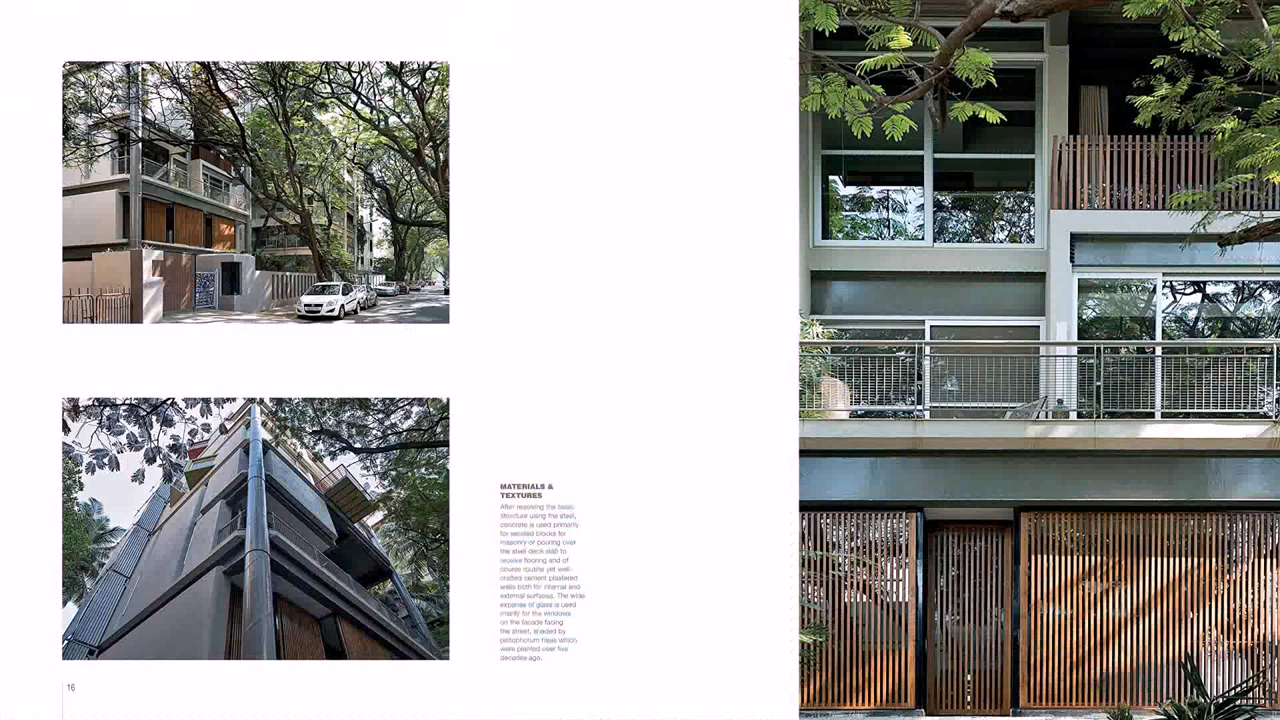 MATERIALS &
TEXTURES
After resolving the basic
structure using the steel,
concrete is used primarily
for aerated blocks for
masonry or pouring over
the steel deck slab to
receive flooring and of
course routine yet well-
crafted cement plastered
walls both for internal and
external surfaces. The wide
expanse of glass is used
mainly for the windows
on the facade facing
the street, shaded by
peltophorum trees which
were planted over five
decades ago.
16